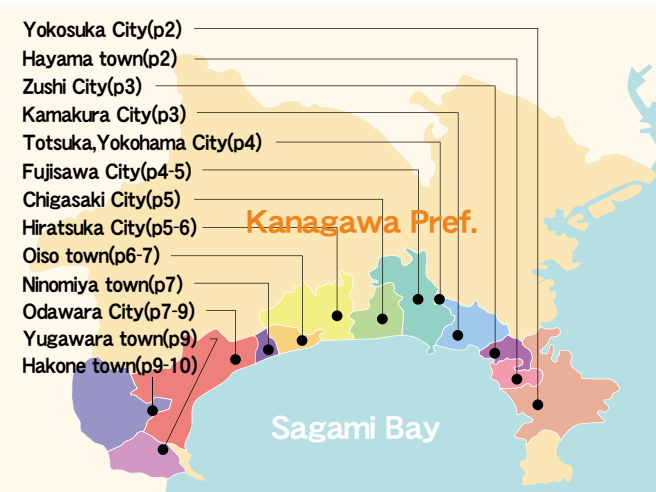 Yokosuka City(p2)
Hayama town(p2)
Zushi City(p3)
Kamakura City(p3)
Totsuka,Yokohama City(p4)
Fujisawa City(p4-5)
Chigasaki City(p5)
Kanagawa Pref.
Hiratsuka City(p5-6)
Oiso town(p6-7)
Ninomiya town(p7)
Odawara City(p7-9)
Yugawara town(p9)
Hakone town(p9-10)
Sagami Bay